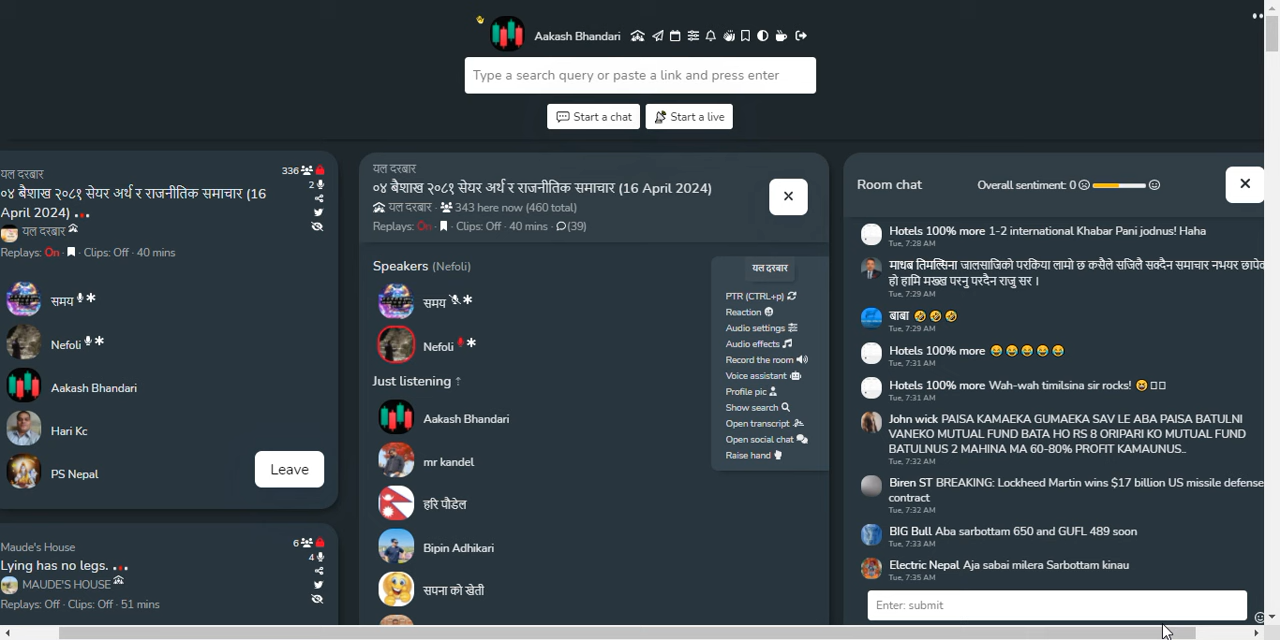 Aakash Bhandari
Type a search query or paste a link and press enter
Start a chat
Start a live
यल दरबार
336
०४ बैशाख २०८१ सेयर अर्थ र राजनीतिक समाचार (16
2
April 2024)
यल दरबार
Replays: On · Clips: Off · 40 mins
समय
Nefoli
Aakash Bhandari
Hari Kc
PS Nepal
Leave
Maude's House
6
Lying has no legs.
4
MAUDE'S HOUSE
Replays: Off · Clips: Off · 51 mins
यल दरबार
०४ बैशाख २०८१ सेयर अर्थ र राजनीतिक समाचार (16 April 2024)
यल दरबार · 343 here now (460 total)
Replays: On · Clips: Off · 40 mins · (39)
Speakers (Nefoli)
समय
Nefoli
Just listening ↑
Aakash Bhandari
mr kandel
हरि पौडेल
Bipin Adhikari
सपना को खेती
यल दरबार
PTR (CTRL+p)
Reaction
Audio settings
Audio effects
Record the room
Voice assistant
Profile pic
Show search
Open transcript
Open social chat
Raise hand
Room chat
Overall sentiment: 0
Hotels 100% more 1-2 international Khabar Pani jodnus! Haha
Tue, 7:28 AM
माधब तिमल्सिना जालसाजिको परकिया लामो छ कसैले सजिलै सक्दैन समाचार नभयर छापेक
हो हामि मख्ख परनु परदैन राजु सर ।
Tue, 7:29 AM
बाबा 🤣🤣🤣
Tue, 7:29 AM
Hotels 100% more 😂😂😂😂😂
Tue, 7:31 AM
Hotels 100% more Wah-wah timilsina sir rocks! 😆
Tue, 7:31 AM
John wick PAISA KAMAEKA GUMAEKA SAV LE ABA PAISA BATULNI
VANEKO MUTUAL FUND BATA HO RS 8 ORIPARI KO MUTUAL FUND
BATULNUS 2 MAHINA MA 60-80% PROFIT KAMAUNUS..
Tue, 7:32 AM
Biren ST BREAKING: Lockheed Martin wins $17 billion US missile defense
contract
Tue, 7:32 AM
BIG Bull Aba sarbottam 650 and GUFL 489 soon
Tue, 7:33 AM
Electric Nepal Aja sabai milera Sarbottam kinau
Tue, 7:35 AM
Enter: submit